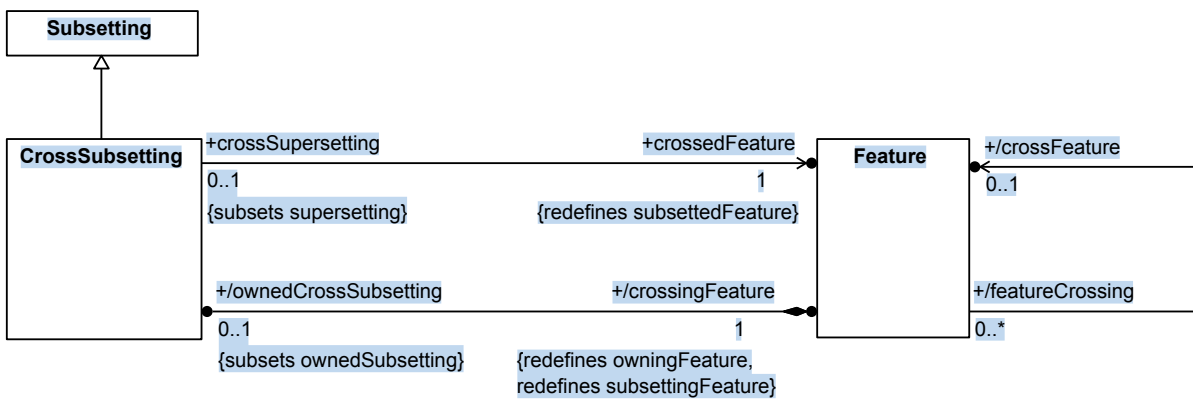 Subsetting
CrossSubsetting
+crossSupersetting
0..1
{subsets supersetting}
+crossedFeature
1
{redefines subsettedFeature}
Feature
+/crossFeature
0..1
+/ownedCrossSubsetting
0..1
{subsets ownedSubsetting}
+/crossingFeature
1
{redefines owningFeature,
redefines subsettingFeature}
+/featureCrossing
0..*